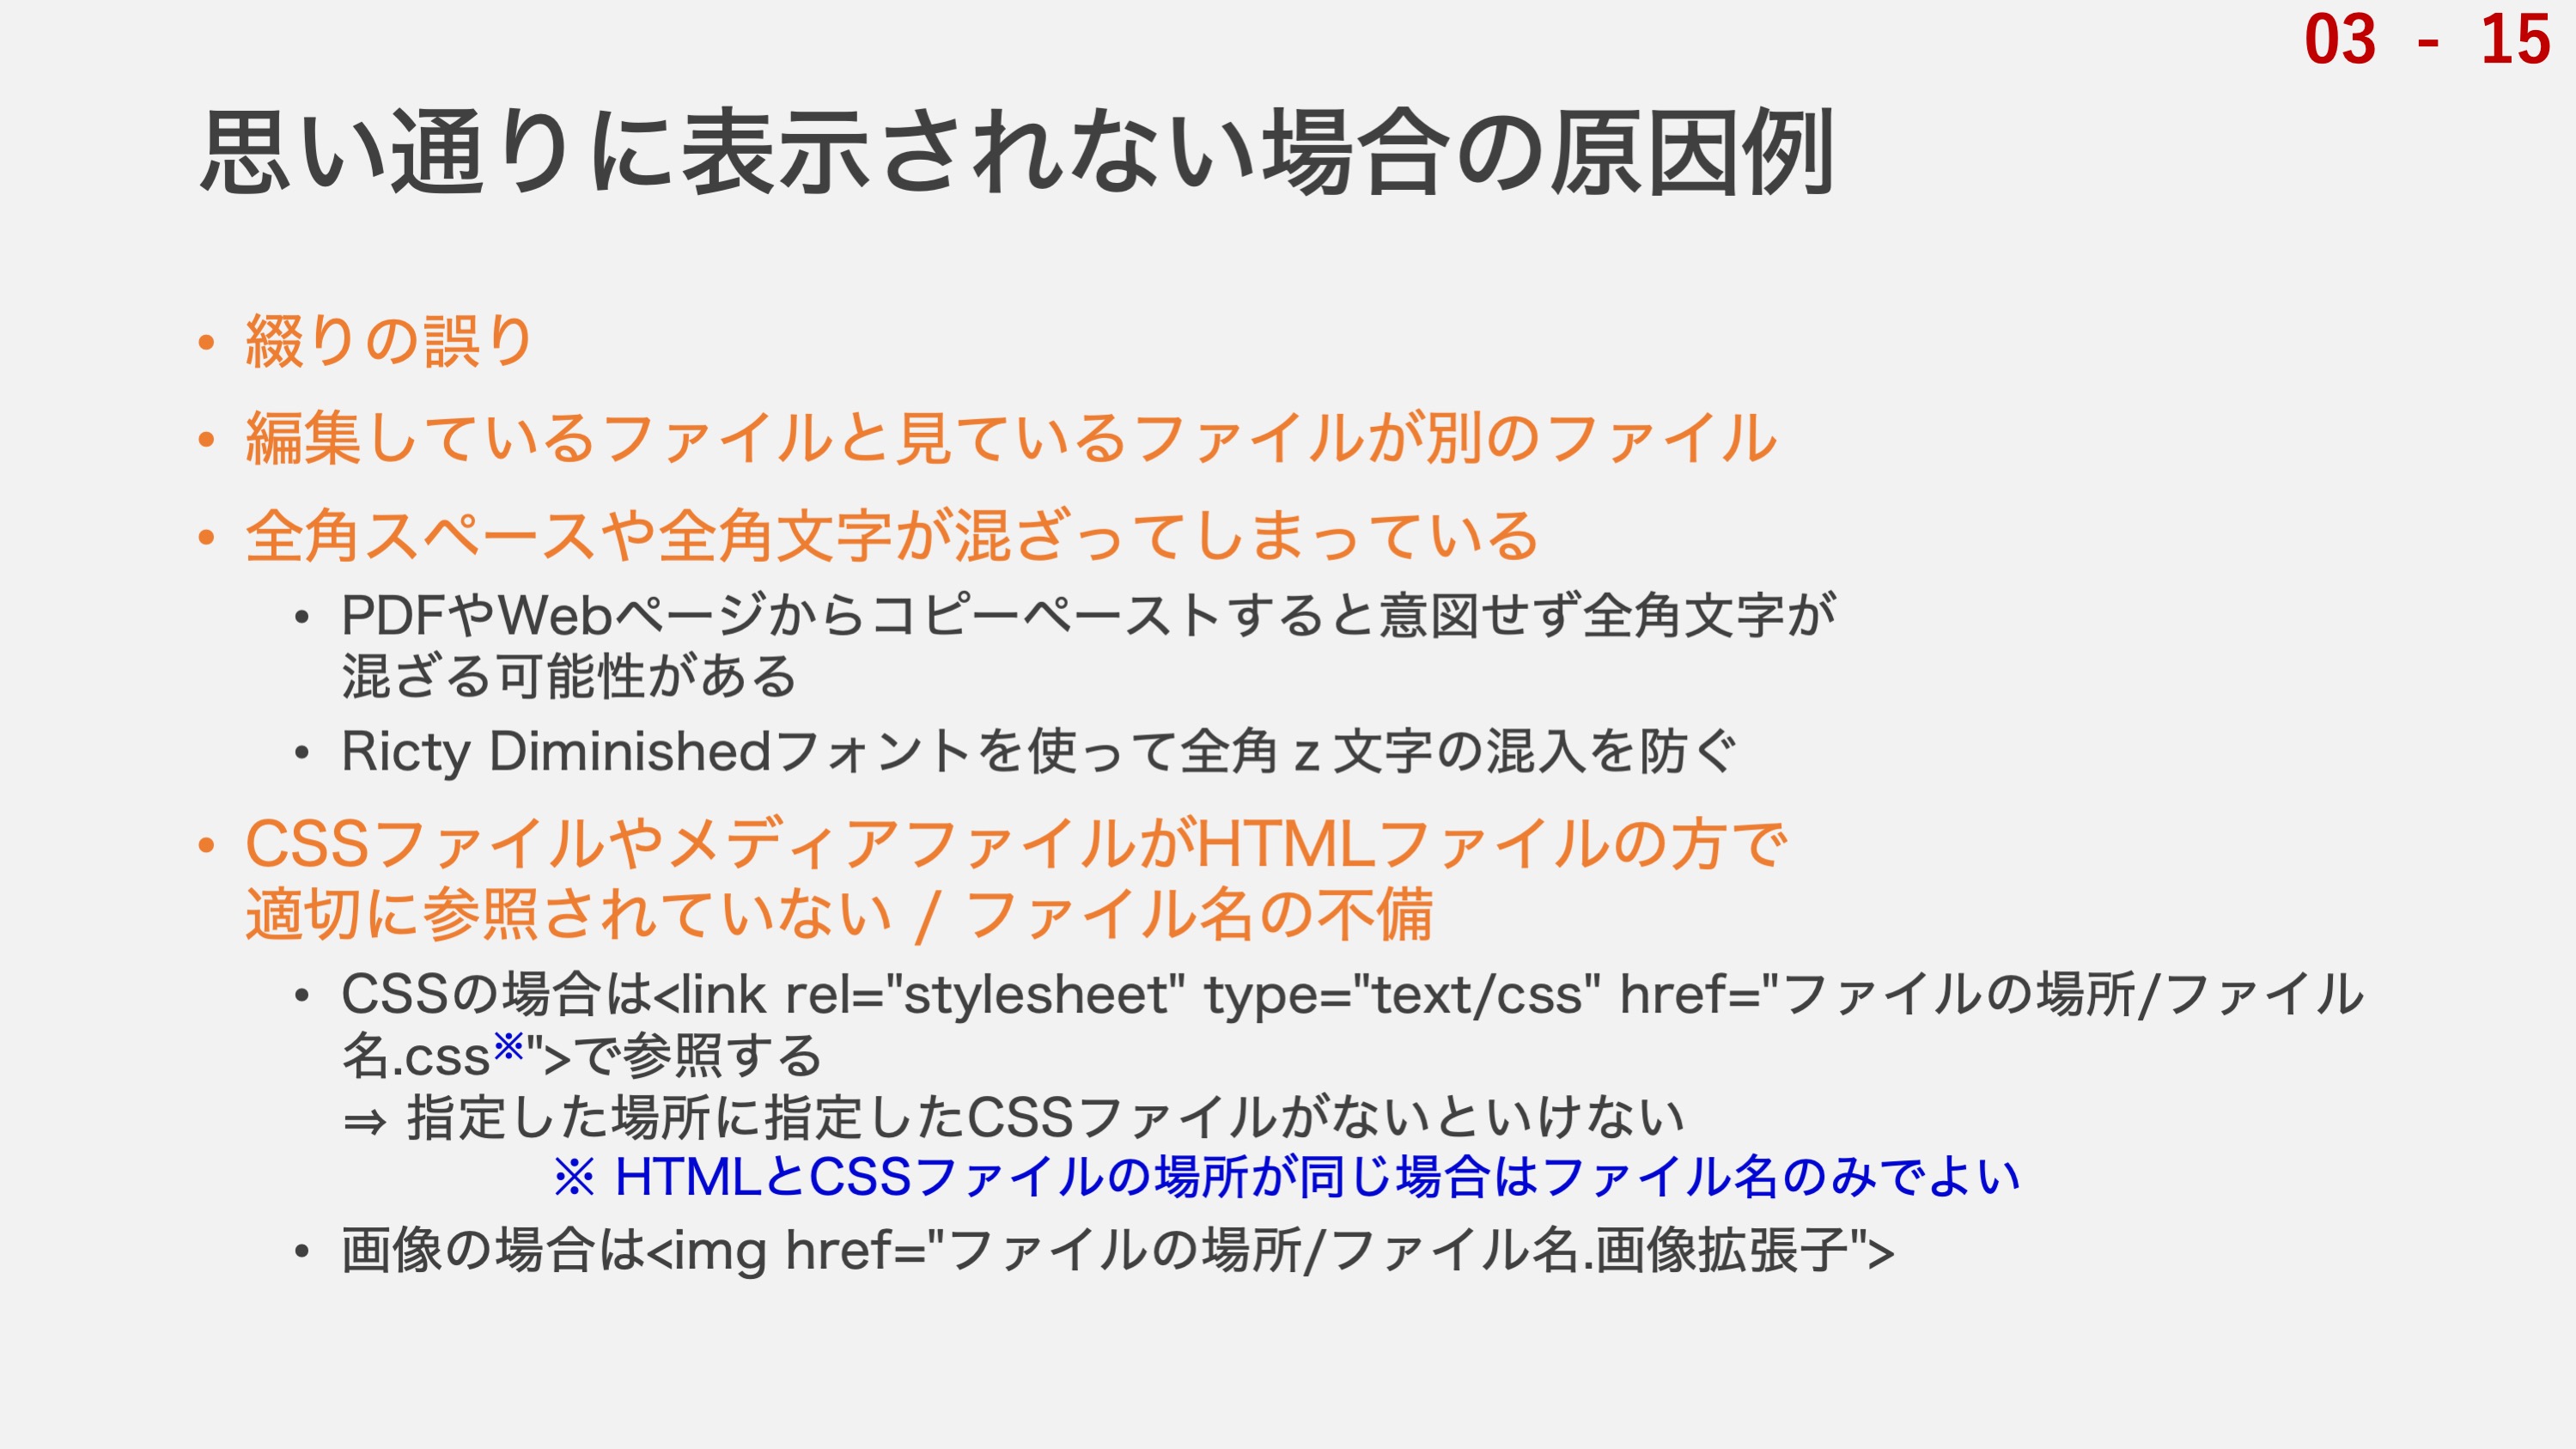 03 - 15
思い通りに表示されない場合の原因例
• 綴りの誤り
• 編集しているファイルと見ているファイルが別のファイル
• 全角スペースや全角文字が混ざってしまっている
• PDFやWebページからコピーペーストすると意図せず全角文字が
混ざる可能性がある
• Ricty Diminishedフォントを使って全角ｚ文字の混入を防ぐ
• CSSファイルやメディアファイルがHTMLファイルの方で
適切に参照されていない / ファイル名の不備
• CSSの場合は<link rel="stylesheet" type="text/css" href="ファイルの場所/ファイル
名.css※">で参照する
⇒ 指定した場所に指定したCSSファイルがないといけない
※ HTMLとCSSファイルの場所が同じ場合はファイル名のみでよい
• 画像の場合は<img href="ファイルの場所/ファイル名.画像拡張子">